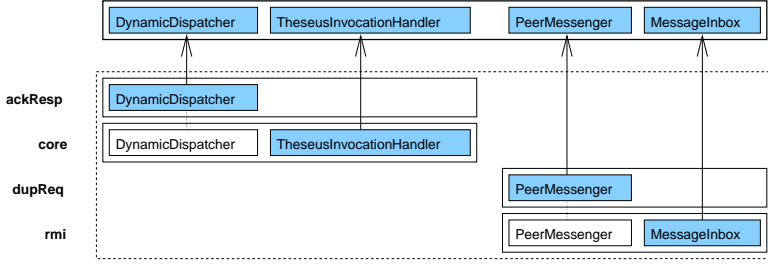 DynamicDispatcher TheseusInvocationHandler PeerMessenger MessageInbox
ackResp DynamicDispatcher
core DynamicDispatcher TheseusInvocationHandler
dupReq PeerMessenger
rmi PeerMessenger MessageInbox